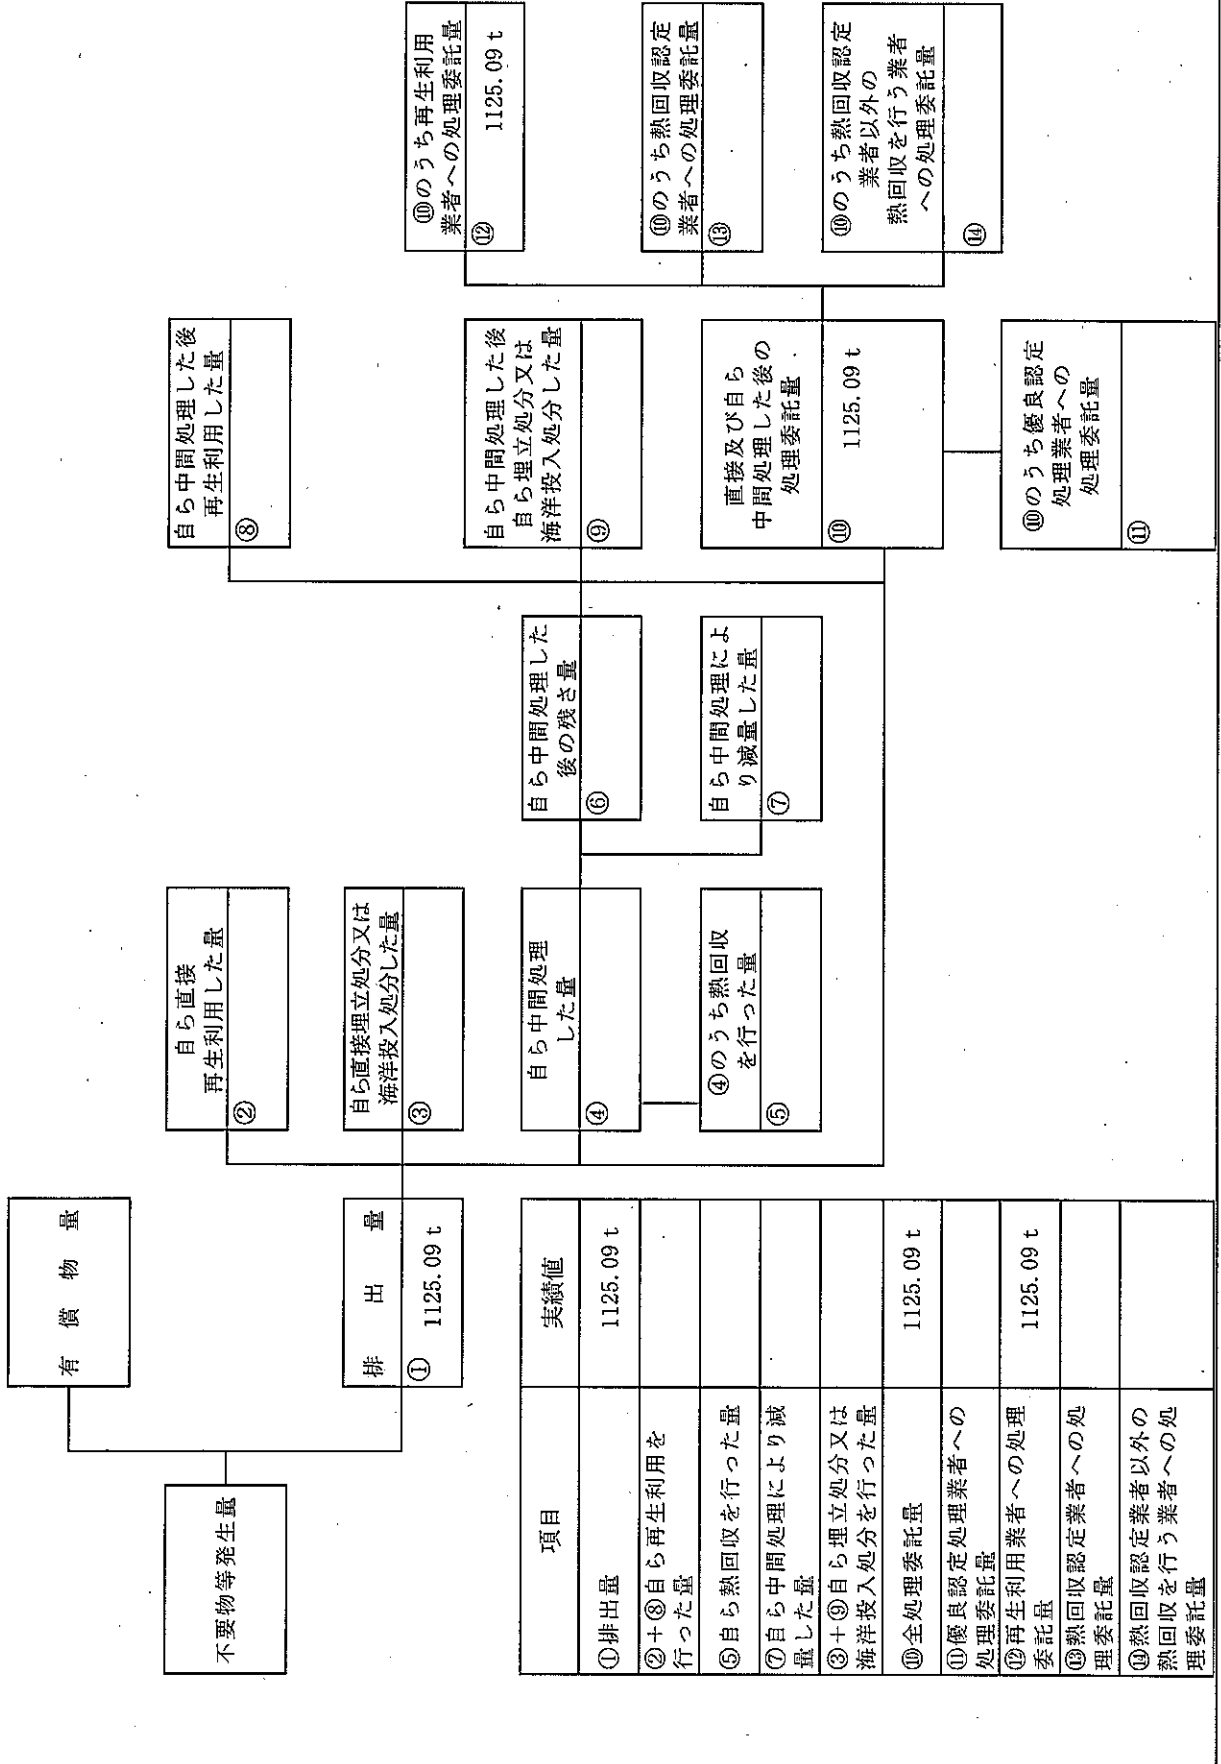 有償物量
不要物等発生量
排出量
① 1125.09 t
自ら直接
再生利用した量
②
自ら直接埋立処分又は
海洋投入処分した量
③
自ら中間処理
した量
④
④のうち熱回収
を行った量
⑤
自ら中間処理した
後の残さ量
⑥
自ら中間処理によ
り減量した量
⑦
自ら中間処理した後
再生利用した量
⑧
自ら中間処理した後
自ら埋立処分又は
海洋投入処分した量
⑨
直接及び自ら
中間処理した後の
処理委託量
⑩ 1125.09 t
⑩のうち優良認定
処理業者への
処理委託量
⑪
⑩のうち再生利用
業者への処理委託量
⑫ 1125.09 t
⑩のうち熱回収認定
業者への処理委託量
⑬
⑩のうち熱回収認定
業者以外の
熱回収を行う業者
への処理委託量
⑭
項目 実績値
①排出量 1125.09 t
②+⑧自ら再生利用を
行った量
⑤自ら熱回収を行った量
⑦自ら中間処理により減
量した量
③+⑨自ら埋立処分又は
海洋投入処分を行った量
⑩全処理委託量 1125.09 t
⑪優良認定処理業者への
処理委託量
⑫再生利用業者への処理
委託量 1125.09 t
⑬熱回収認定業者への処
理委託量
⑭熱回収認定業者以外の
熱回収を行う業者への処
理委託量